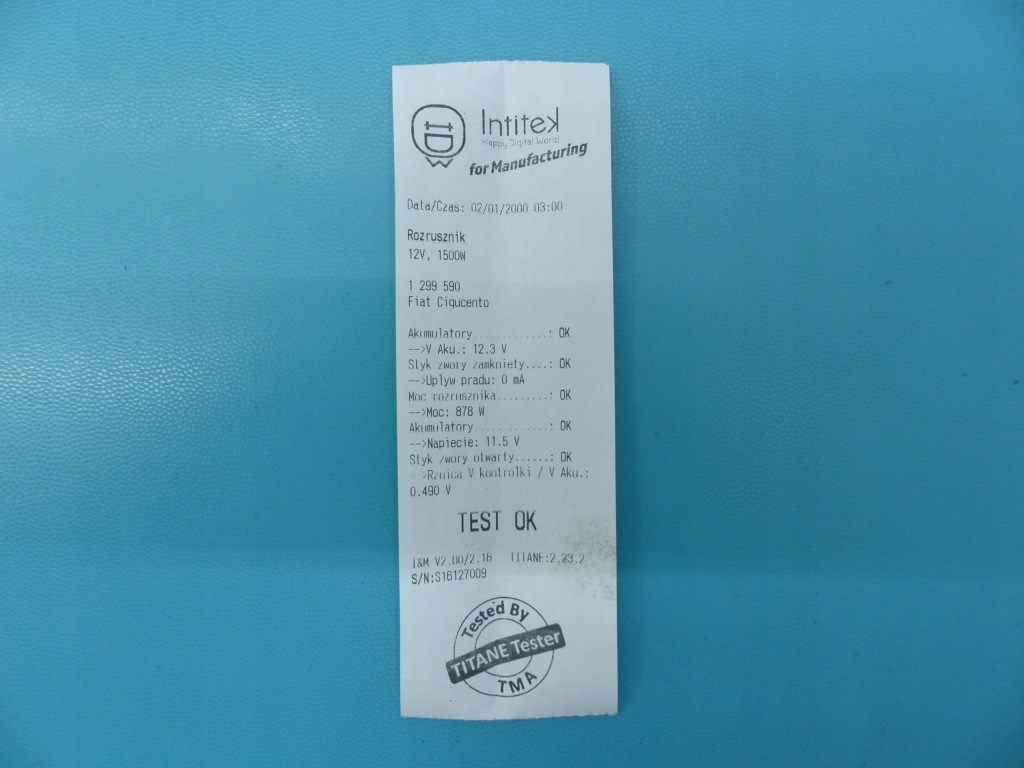 ID
W
Intitek
Happy Digital World
for Manufacturing
Data/Czas: 02/01/2000 03:00
Rozrusznik
12V, 1500W
1 299 590
Fiat Ciqucento
Akumulatory.............: OK
-->V Aku.: 12.3 V
Styk zwory zamkniety....: OK
-->Uplyw pradu: 0 mA
Moc rozrusznika.........: OK
-->Moc: 878 W
Akumulatory.............: OK
-->Napiecie: 11.5 V
Styk zwory otwarty......: OK
-->Rznica V kontrolki / V Aku.:
0.490 V
TEST OK
I&M V2.00/2.16 TITANE:2.23.2
S/N:S16127009
Tested By
TITANE Tester
TMA